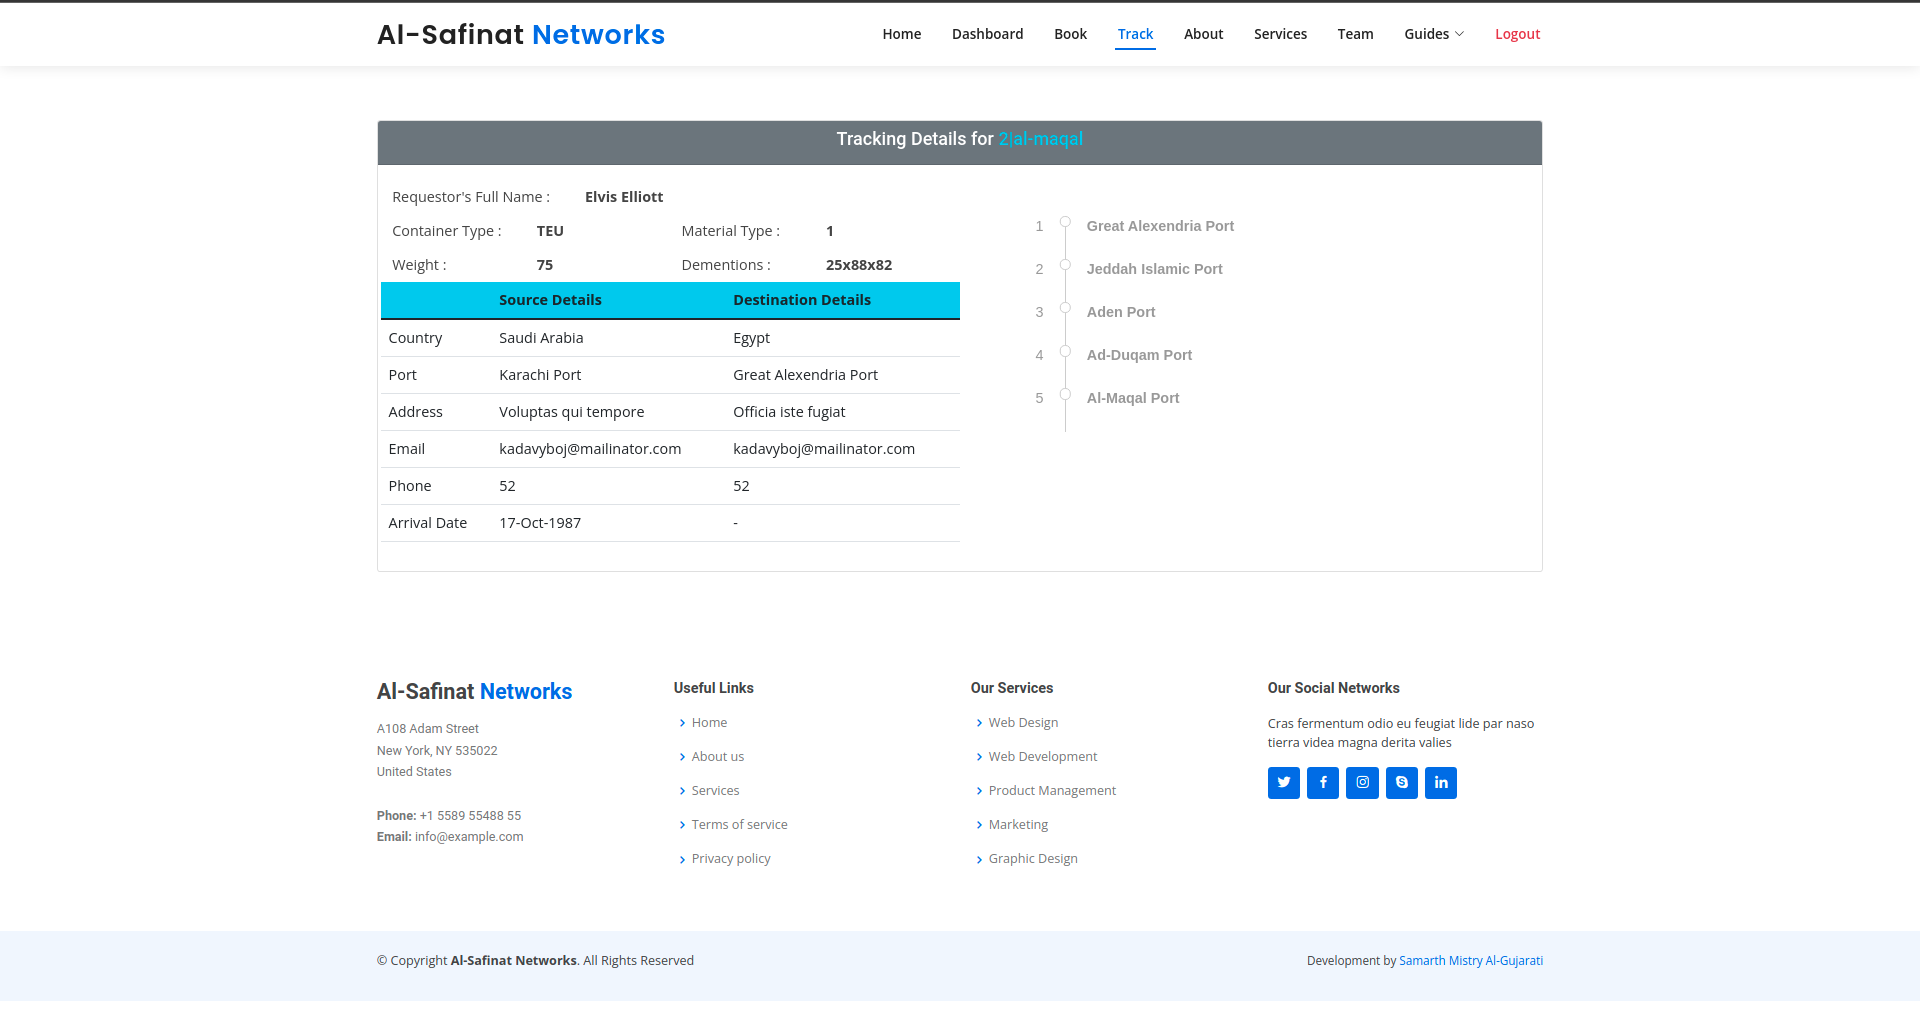 Al-Safinat Networks
Home Dashboard Book Track About Services Team Guides Logout
Tracking Details for 2|al-maqal
Requestor's Full Name : Elvis Elliott
Container Type : TEU Material Type : 1
Weight : 75 Dementions : 25x88x82
Source Details Destination Details
Country Saudi Arabia Egypt
Port Karachi Port Great Alexendria Port
Address Voluptas qui tempore Officia iste fugiat
Email kadavyboj@mailinator.com kadavyboj@mailinator.com
Phone 52 52
Arrival Date 17-Oct-1987 -
1 Great Alexendria Port
2 Jeddah Islamic Port
3 Aden Port
4 Ad-Duqam Port
5 Al-Maqal Port
Al-Safinat Networks
A108 Adam Street
New York, NY 535022
United States
Phone: +1 5589 55488 55
Email: info@example.com
Useful Links
Home
About us
Services
Terms of service
Privacy policy
Our Services
Web Design
Web Development
Product Management
Marketing
Graphic Design
Our Social Networks
Cras fermentum odio eu feugiat lide par naso
tierra videa magna derita valies
© Copyright Al-Safinat Networks. All Rights Reserved
Development by Samarth Mistry Al-Gujarati